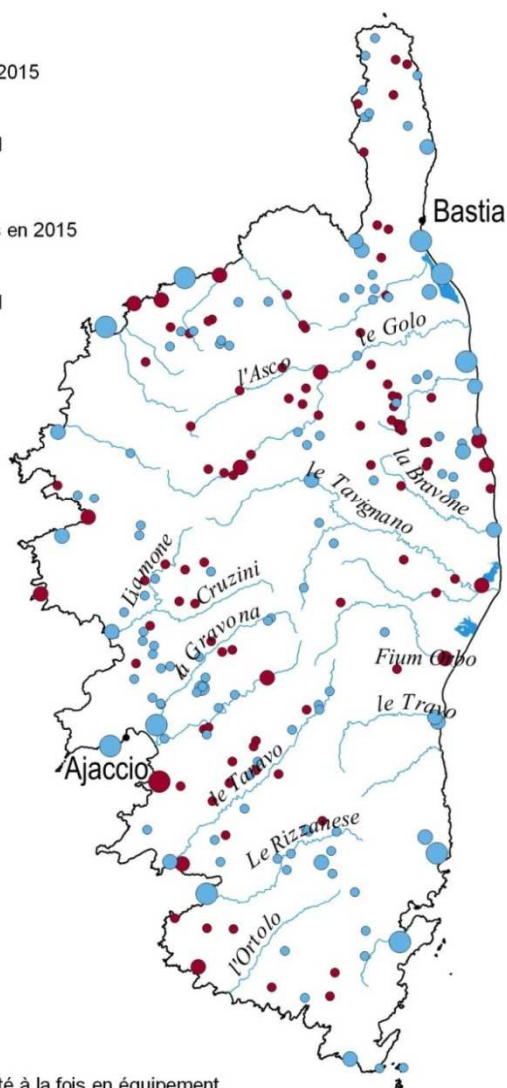 2015
s en 2015
Bastia
le Golo
l'Asco
la Bravone
le Tavignano
Liamone
Cruzini
la Gravona
Fium Orbo
le Travo
Ajaccio
le Taravo
Le Rizzanese
l'Ortolo
té à la fois en équipement